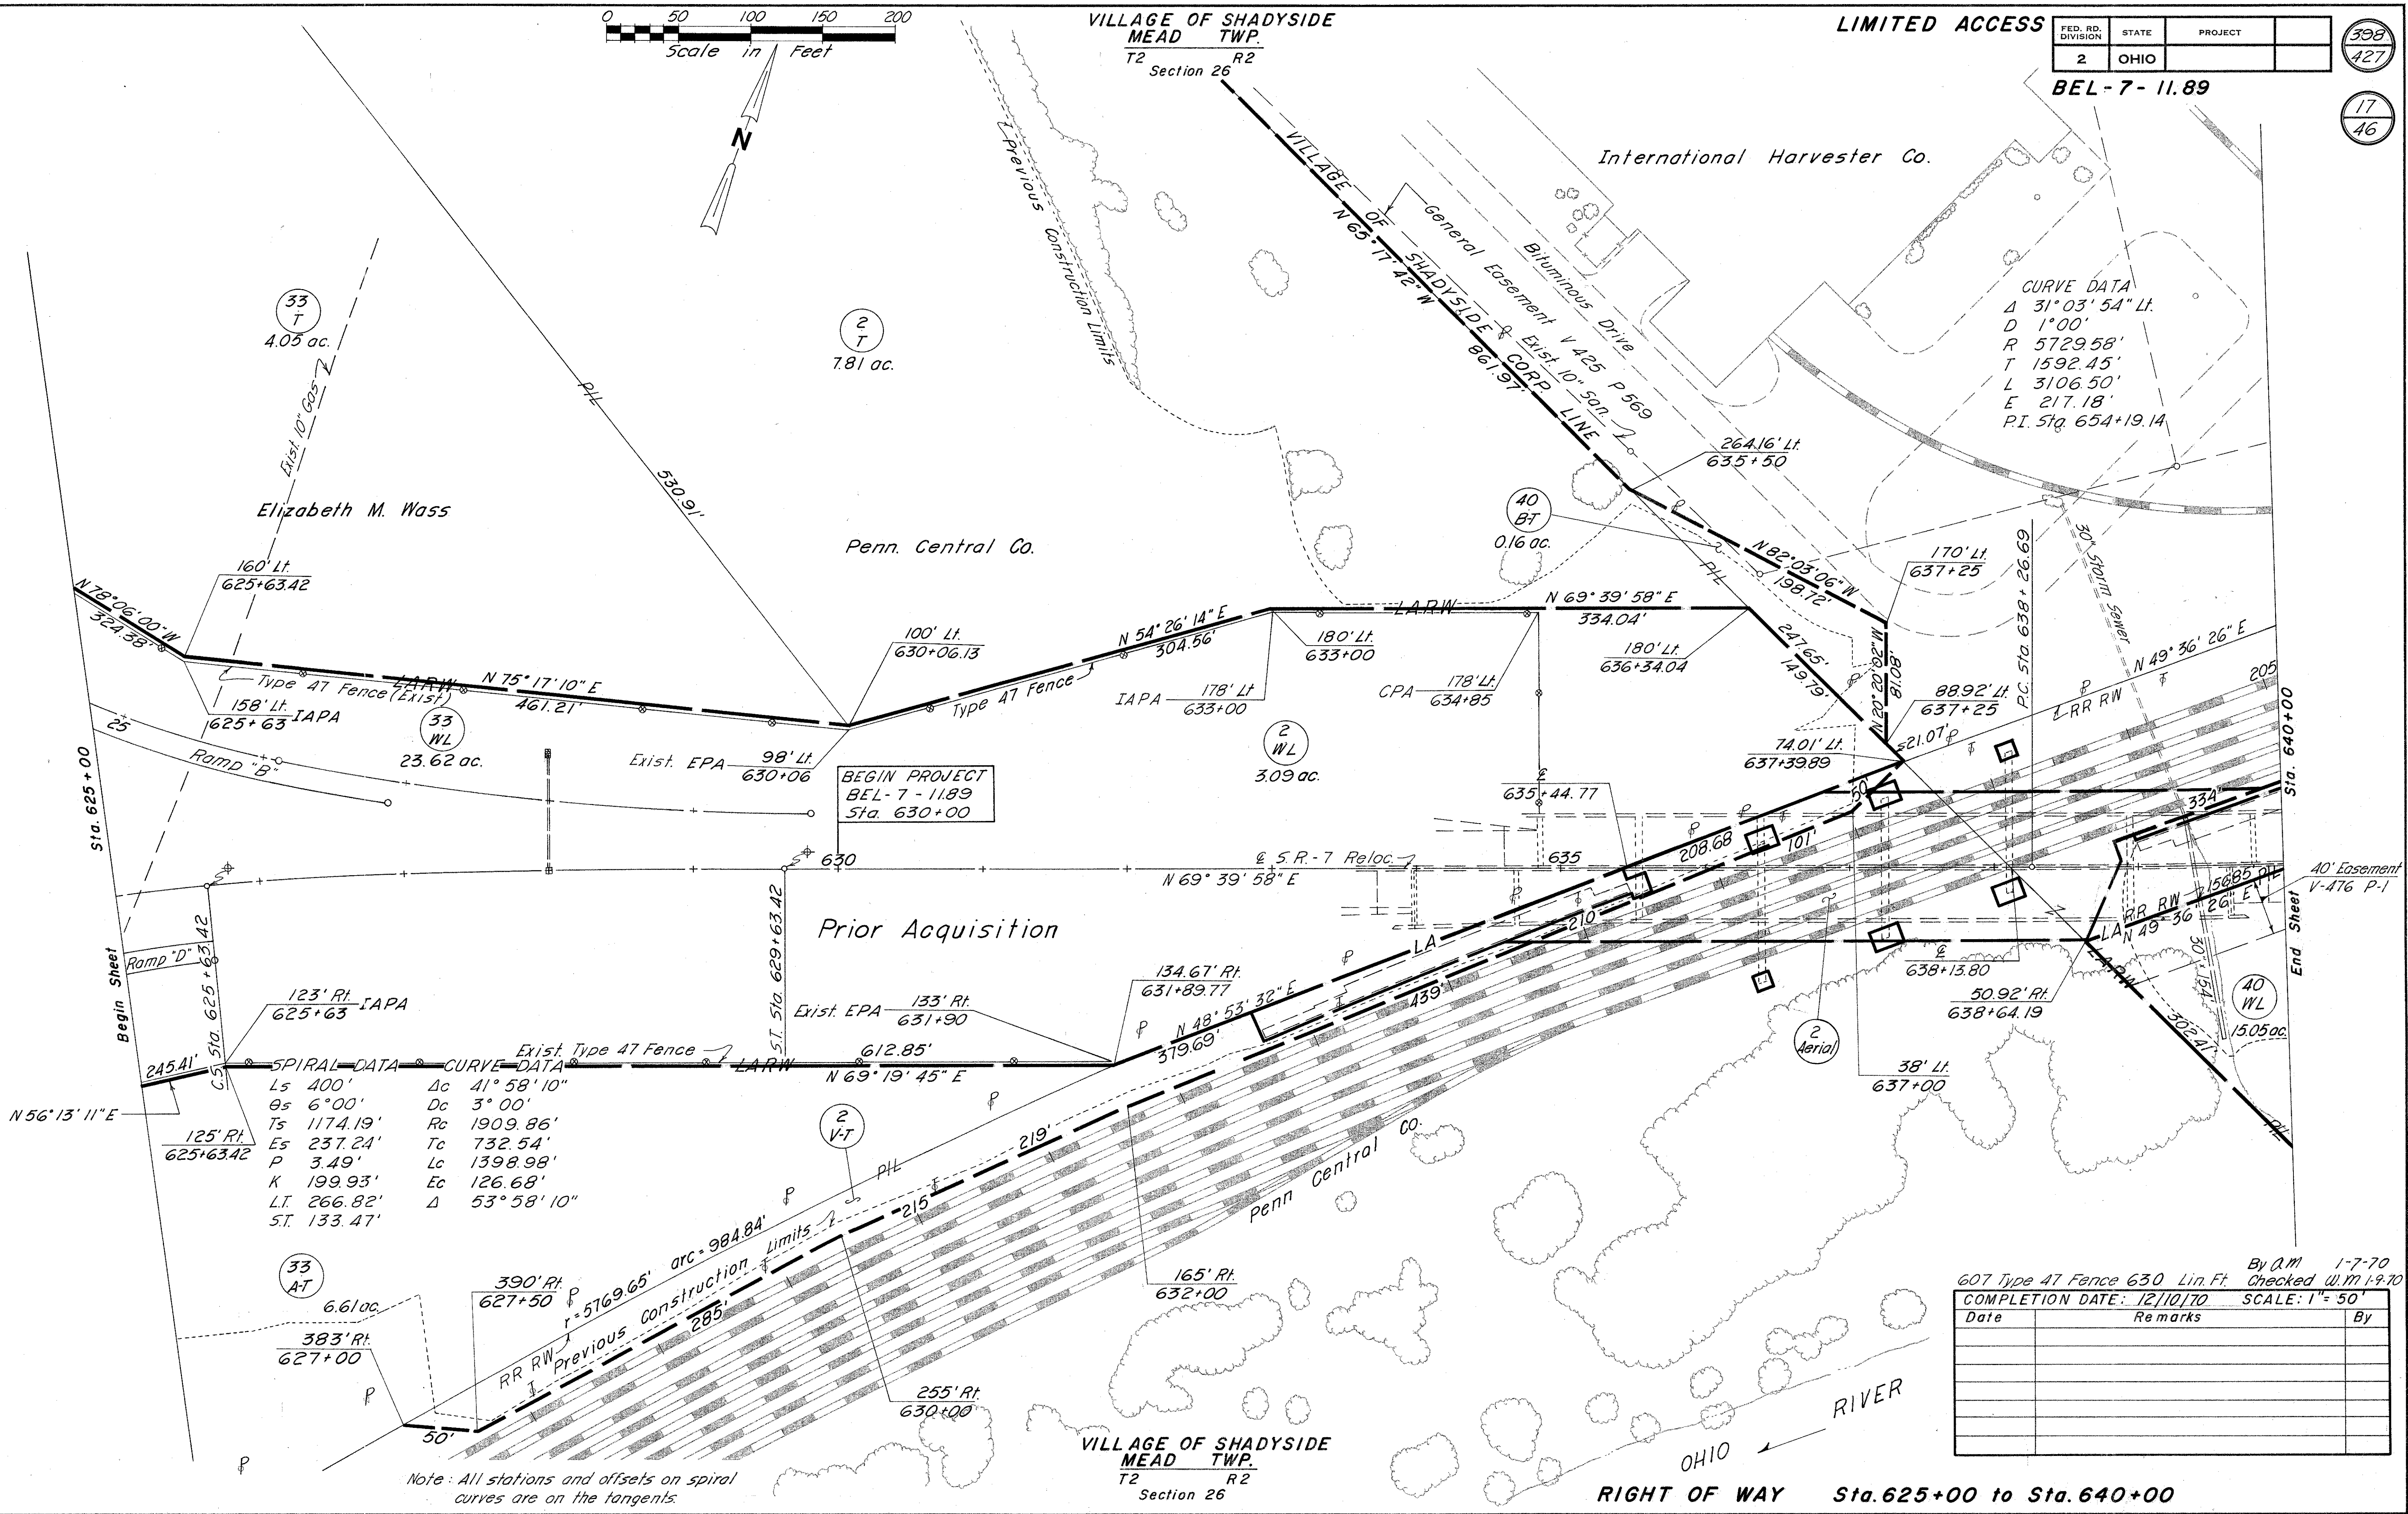 0 50 100 150 200
Scale in Feet
N
VILLAGE OF SHADYSIDE
MEAD TWP.
T2 R2
Section 26
LIMITED ACCESS
FED. RD. DIVISION STATE PROJECT
2 OHIO
398
427
BEL-7-11.89
17
46
International Harvester Co.
Previous Construction Limits
VILLAGE OF SHADYSIDE CORP. LINE
N 65° 17' 42" W
861.97'
General Easement V 425 P 569
Exist. 10" San.
Bituminous Drive
CURVE DATA
Δ 31° 03' 54" Lt.
D 1°00'
R 5729.58'
T 1592.45'
L 3106.50'
E 217.18'
P.I. Sta. 654+19.14
33
T
4.05 ac.
Exist. 10" Gas
Elizabeth M. Wass
P/L
530.91'
2
T
7.81 ac.
Penn. Central Co.
264.16' Lt.
635+50
40
B-T
0.16 ac.
N 82° 03' 06" W
198.72'
170' Lt.
637+25
P.C. Sta. 638+26.69
30" Storm Sewer
N 49° 36' 26" E
N 78° 06' 00" W
324.38'
160' Lt.
625+63.42
Type 47 Fence (Exist)
LARW
N 75° 17' 10" E
461.21'
158' Lt.
625+63
IAPA
33
WL
23.62 ac.
100' Lt.
630+06.13
Exist. EPA
98' Lt.
630+06
N 54° 26' 14" E
304.56'
Type 47 Fence
180' Lt.
633+00
IAPA
178' Lt
633+00
LARW
N 69° 39' 58" E
334.04'
CPA
178' Lt.
634+85
180' Lt.
636+34.04
P/L
247.65'
149.79'
N 20° 20' 02" W
81.08'
88.92' Lt.
637+25
74.01' Lt.
637+39.89
21.07'
RR RW
205
Sta. 640+00
Sta. 625+00
25
Ramp "B"
BEGIN PROJECT
BEL-7-11.89
Sta. 630+00
2
WL
3.09 ac.
℄
635+44.77
50
334
630
℄ S.R.-7 Reloc.
N 69° 39' 58" E
635
208.68
101'
40' Easement
V-476 P-1
156.85'
P/L
RR RW
N 49° 36' 26" E
LA
Begin Sheet
Ramp "D"
C.S. Sta. 625+63.42
S.T. Sta. 629+63.42
Prior Acquisition
123' Rt.
625+63
IAPA
Exist. EPA
133' Rt.
631+90
134.67' Rt.
631+89.77
N 48° 53' 32" E
379.69'
LA
210'
439'
℄
638+13.80
50.92' Rt.
638+64.19
LARW
302.41'
30' x 154'
End Sheet
40
WL
15.05 ac.
2
Aerial
38' Lt.
637+00
P/L
245.41'
N 56° 13' 11" E
125' Rt.
625+63.42
Exist. Type 47 Fence
LARW
612.85'
N 69° 19' 45" E
SPIRAL DATA CURVE DATA
Ls 400' Δc 41° 58' 10"
θs 6°00' Dc 3°00'
Ts 1174.19' Rc 1909.86'
Es 237.24' Tc 732.54'
P 3.49' Lc 1398.98'
K 199.93' Ec 126.68'
L.T. 266.82' Δ 53° 58' 10"
S.T. 133.47'
2
V-T
219'
215'
P/L
Penn Central Co.
33
A-T
6.61 ac.
390' Rt.
627+50
383' Rt.
627+00
r = 5769.65' arc = 984.84'
RR RW
Previous Construction Limits
285'
50'
165' Rt.
632+00
255' Rt.
630+00
OHIO RIVER
Note: All stations and offsets on spiral
curves are on the tangents.
VILLAGE OF SHADYSIDE
MEAD TWP.
T2 R2
Section 26
By 1-7-70
607 Type 47 Fence 630 Lin. Ft. Checked W.M 1-9-70
COMPLETION DATE: 12/10/70 SCALE: 1"= 50'
Date Remarks By
RIGHT OF WAY Sta. 625+00 to Sta. 640+00